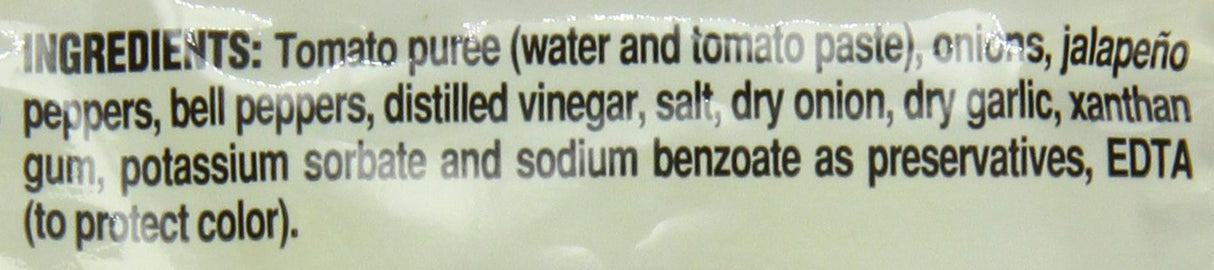 INGREDIENTS: Tomato puree (water and tomato paste), onions, jalapeño
peppers, bell peppers, distilled vinegar, salt, dry onion, dry garlic, xanthan
gum, potassium sorbate and sodium benzoate as preservatives, EDTA
(to protect color).